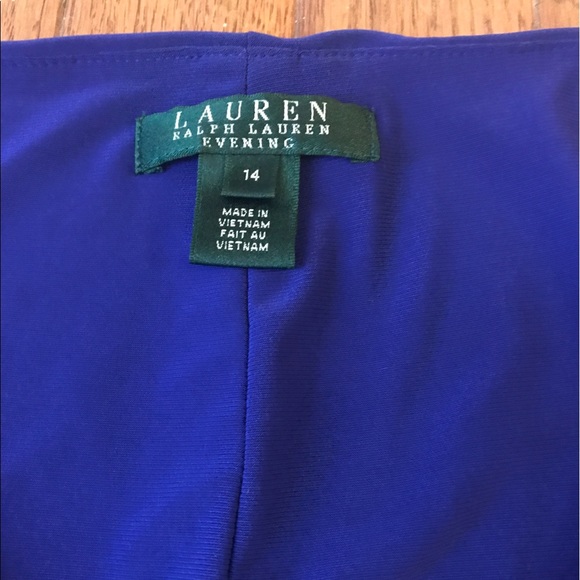 LAUREN
RALPH LAUREN
EVENING
14
MADE IN
VIETNAM
FAIT AU
VIETNAM